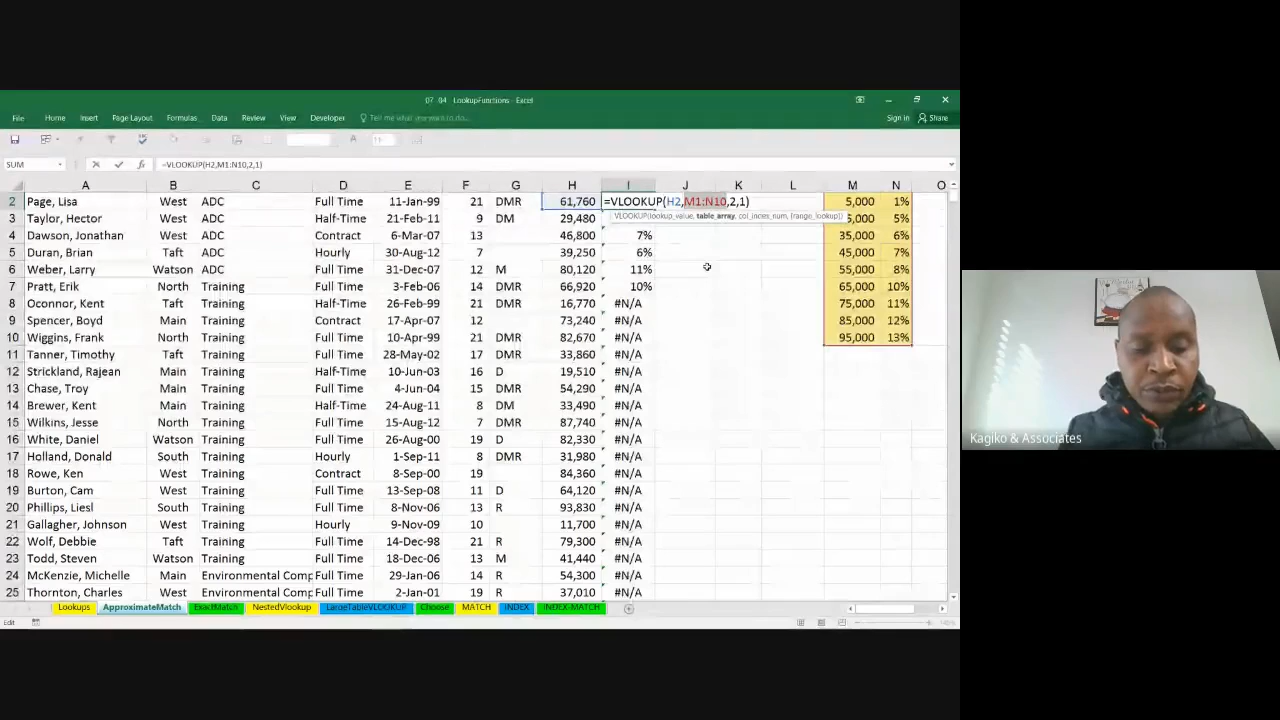 07 04 LookupFunctions - Excel
File Home Insert Page Layout Formulas Data Review View Developer Tell me what you want to do... Sign in Share
SUM =VLOOKUP(H2,M1:N10,2,1)
A B C D E F G H I J K L M N O
2 Page, Lisa West ADC Full Time 11-Jan-99 21 DMR 61,760 =VLOOKUP(H2,M1:N10,2,1) 5,000 1%
VLOOKUP(lookup_value, table_array, col_index_num, [range_lookup])
3 Taylor, Hector West ADC Half-Time 21-Feb-11 9 DM 29,480 5,000 5%
4 Dawson, Jonathan West ADC Contract 6-Mar-07 13 46,800 7% 35,000 6%
5 Duran, Brian Taft ADC Hourly 30-Aug-12 7 39,250 6% 45,000 7%
6 Weber, Larry Watson ADC Full Time 31-Dec-07 12 M 80,120 11% 55,000 8%
7 Pratt, Erik North Training Full Time 3-Feb-06 14 DMR 66,920 10% 65,000 10%
8 Oconnor, Kent Taft Training Half-Time 26-Feb-99 21 DMR 16,770 #N/A 75,000 11%
9 Spencer, Boyd Main Training Contract 17-Apr-07 12 73,240 #N/A 85,000 12%
10 Wiggins, Frank North Training Full Time 10-Apr-99 21 DMR 82,670 #N/A 95,000 13%
11 Tanner, Timothy Taft Training Full Time 28-May-02 17 DMR 33,860 #N/A
12 Strickland, Rajean Main Training Half-Time 10-Jun-03 16 D 19,510 #N/A
13 Chase, Troy Main Training Full Time 4-Jun-04 15 DMR 54,290 #N/A
14 Brewer, Kent Main Training Half-Time 24-Aug-11 8 DM 33,490 #N/A
15 Wilkins, Jesse North Training Full Time 15-Aug-12 7 DMR 87,740 #N/A
16 White, Daniel Watson Training Full Time 26-Aug-00 19 D 82,330 #N/A
17 Holland, Donald South Training Hourly 1-Sep-11 8 DMR 31,980 #N/A
18 Rowe, Ken West Training Contract 8-Sep-00 19 84,360 #N/A
19 Burton, Cam West Training Full Time 13-Sep-08 11 D 64,120 #N/A
20 Phillips, Liesl South Training Full Time 8-Nov-06 13 R 93,830 #N/A
21 Gallagher, Johnson West Training Hourly 9-Nov-09 10 11,700 #N/A
22 Wolf, Debbie Taft Training Full Time 14-Dec-98 21 R 79,300 #N/A
23 Todd, Steven Watson Training Full Time 18-Dec-06 13 M 41,440 #N/A
24 McKenzie, Michelle Main Environmental Comp Full Time 29-Jan-06 14 R 54,300 #N/A
25 Thornton, Charles West Environmental Comp Full Time 2-Jan-01 19 R 37,010 #N/A
Lookups ApproximateMatch ExactMatch NestedVlookup LargeTableVLOOKUP Choose MATCH INDEX INDEX-MATCH
Edit
Kagiko & Associates